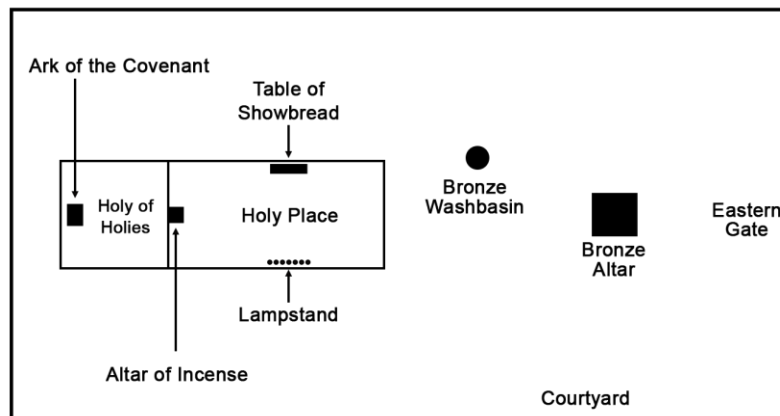 Ark of the Covenant
Table of
Showbread
Bronze
Washbasin
Holy of
Holies
Holy Place
Eastern
Gate
Bronze
Altar
Lampstand
Altar of Incense
Courtyard